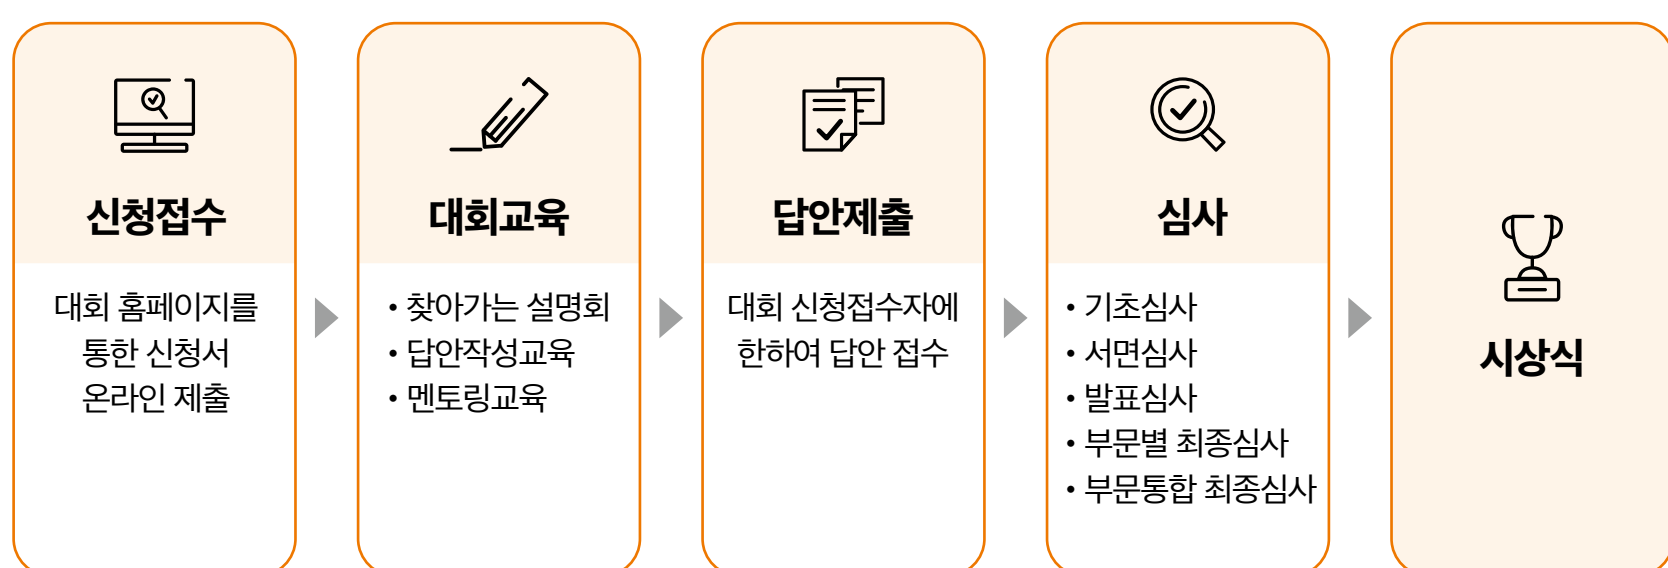 신청접수
대회 홈페이지를
통한 신청서
온라인 제출
대회교육
• 찾아가는 설명회
• 답안작성교육
• 멘토링교육
답안제출
대회 신청접수자에
한하여 답안 접수
심사
• 기초심사
• 서면심사
• 발표심사
• 부문별 최종심사
• 부문통합 최종심사
시상식